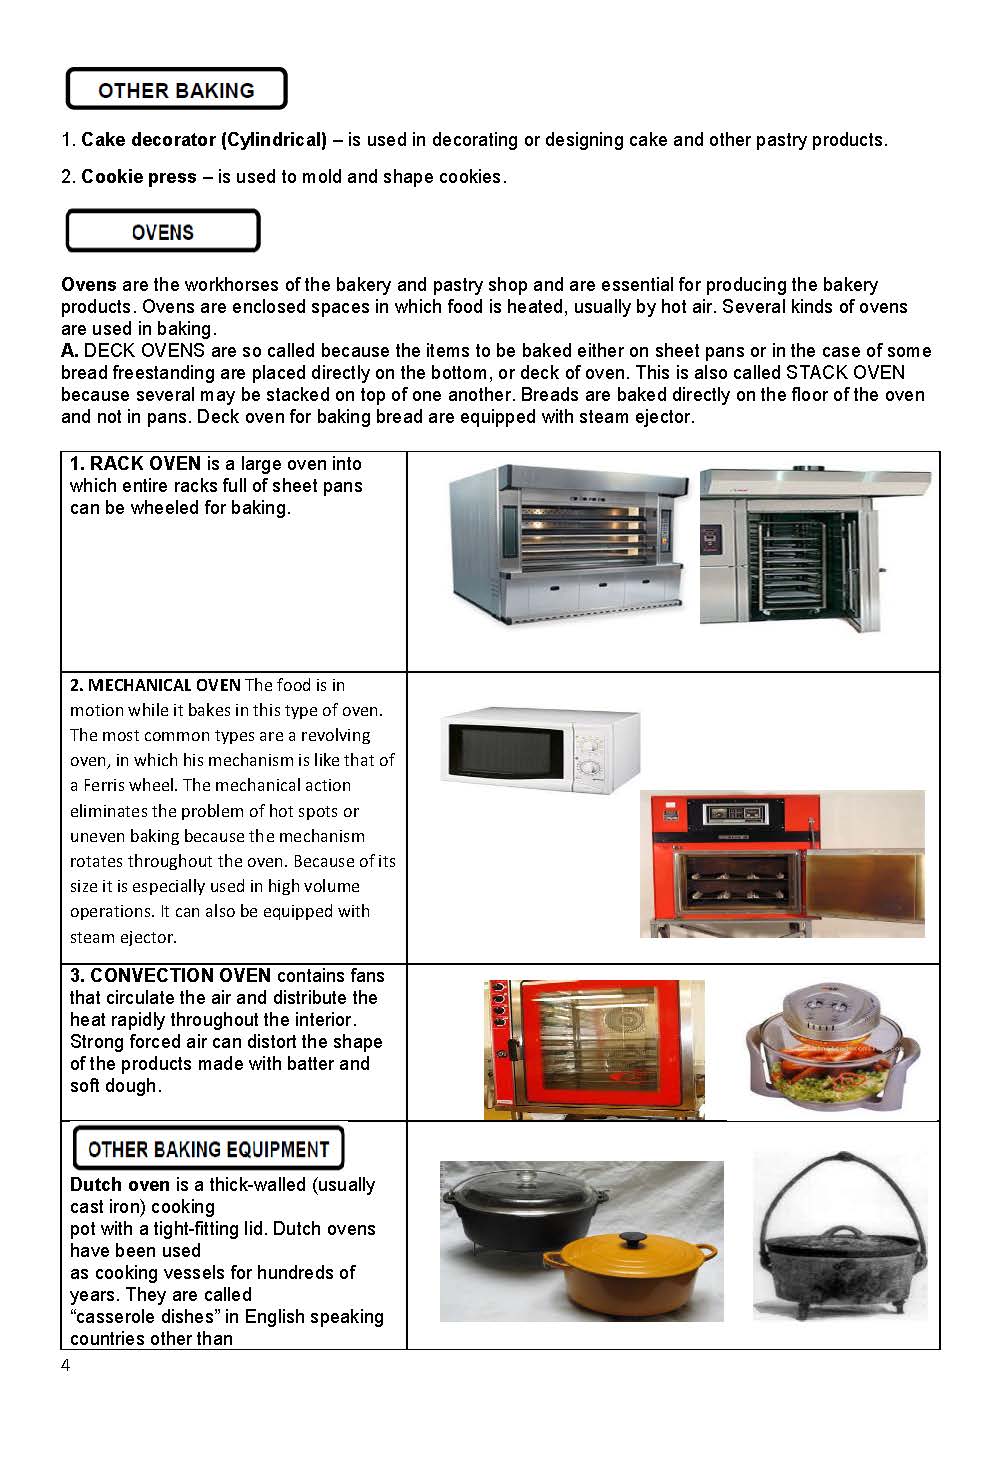 OTHER BAKING
1. Cake decorator (Cylindrical) – is used in decorating or designing cake and other pastry products.
2. Cookie press – is used to mold and shape cookies.
OVENS
Ovens are the workhorses of the bakery and pastry shop and are essential for producing the bakery
products. Ovens are enclosed spaces in which food is heated, usually by hot air. Several kinds of ovens
are used in baking.
A. DECK OVENS are so called because the items to be baked either on sheet pans or in the case of some
bread freestanding are placed directly on the bottom, or deck of oven. This is also called STACK OVEN
because several may be stacked on top of one another. Breads are baked directly on the floor of the oven
and not in pans. Deck oven for baking bread are equipped with steam ejector.
1. RACK OVEN is a large oven into
which entire racks full of sheet pans
can be wheeled for baking.
2. MECHANICAL OVEN The food is in
motion while it bakes in this type of oven.
The most common types are a revolving
oven, in which his mechanism is like that of
a Ferris wheel. The mechanical action
eliminates the problem of hot spots or
uneven baking because the mechanism
rotates throughout the oven. Because of its
size it is especially used in high volume
operations. It can also be equipped with
steam ejector.
3. CONVECTION OVEN contains fans
that circulate the air and distribute the
heat rapidly throughout the interior.
Strong forced air can distort the shape
of the products made with batter and
soft dough.
OTHER BAKING EQUIPMENT
Dutch oven is a thick-walled (usually
cast iron) cooking
pot with a tight-fitting lid. Dutch ovens
have been used
as cooking vessels for hundreds of
years. They are called
“casserole dishes” in English speaking
countries other than
4